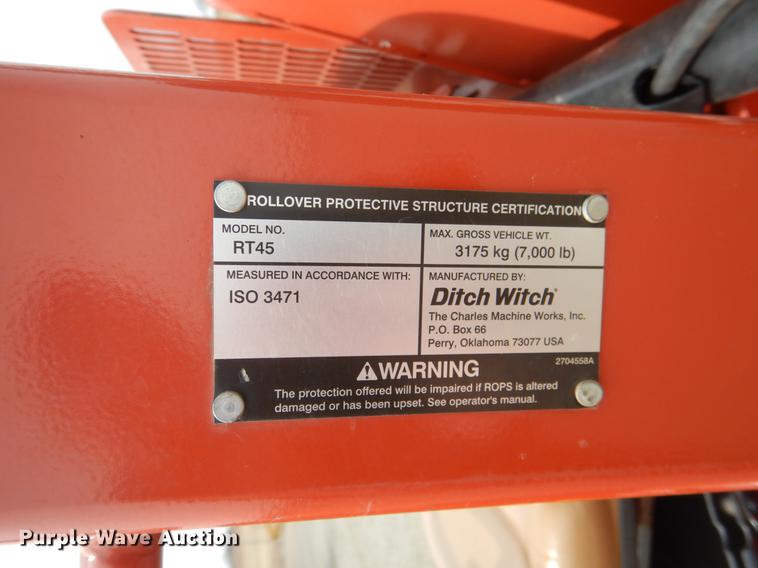 ROLLOVER PROTECTIVE STRUCTURE CERTIFICATION
MODEL NO.
RT45
MAX. GROSS VEHICLE WT.
3175 kg (7,000 lb)
MEASURED IN ACCORDANCE WITH:
ISO 3471
MANUFACTURED BY:
Ditch Witch®
The Charles Machine Works, Inc.
P.O. Box 66
Perry, Oklahoma 73077 USA
2704558A
WARNING
The protection offered will be impaired if ROPS is altered
damaged or has been upset. See operator's manual.
Purple Wave Auction